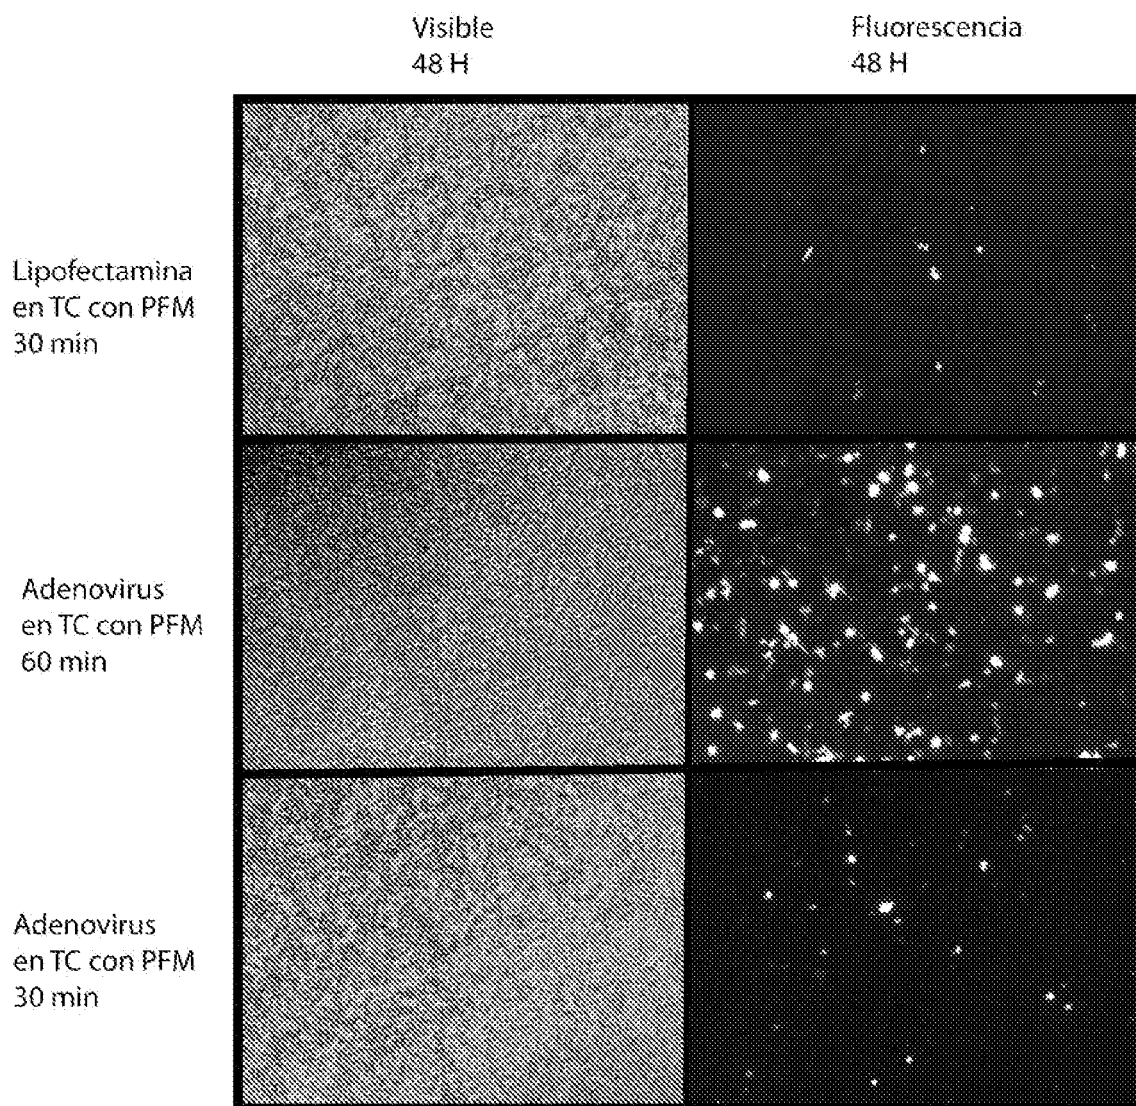 Visible
48 H
Fluorescencia
48 H
Lipofectamina
en TC con PFM
30 min
Adenovirus
en TC con PFM
60 min
Adenovirus
en TC con PFM
30 min